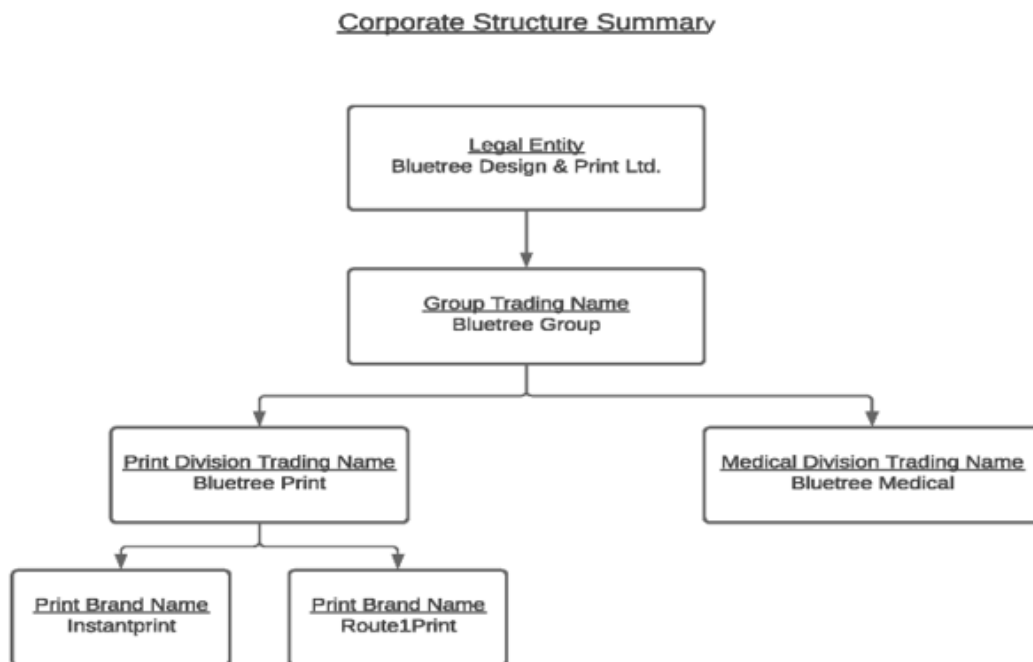 Corporate Structure Summary
Legal Entity
Bluetree Design & Print Ltd.
Group Trading Name
Bluetree Group
Print Division Trading Name
Bluetree Print
Medical Division Trading Name
Bluetree Medical
Print Brand Name
Instantprint
Print Brand Name
Route1Print